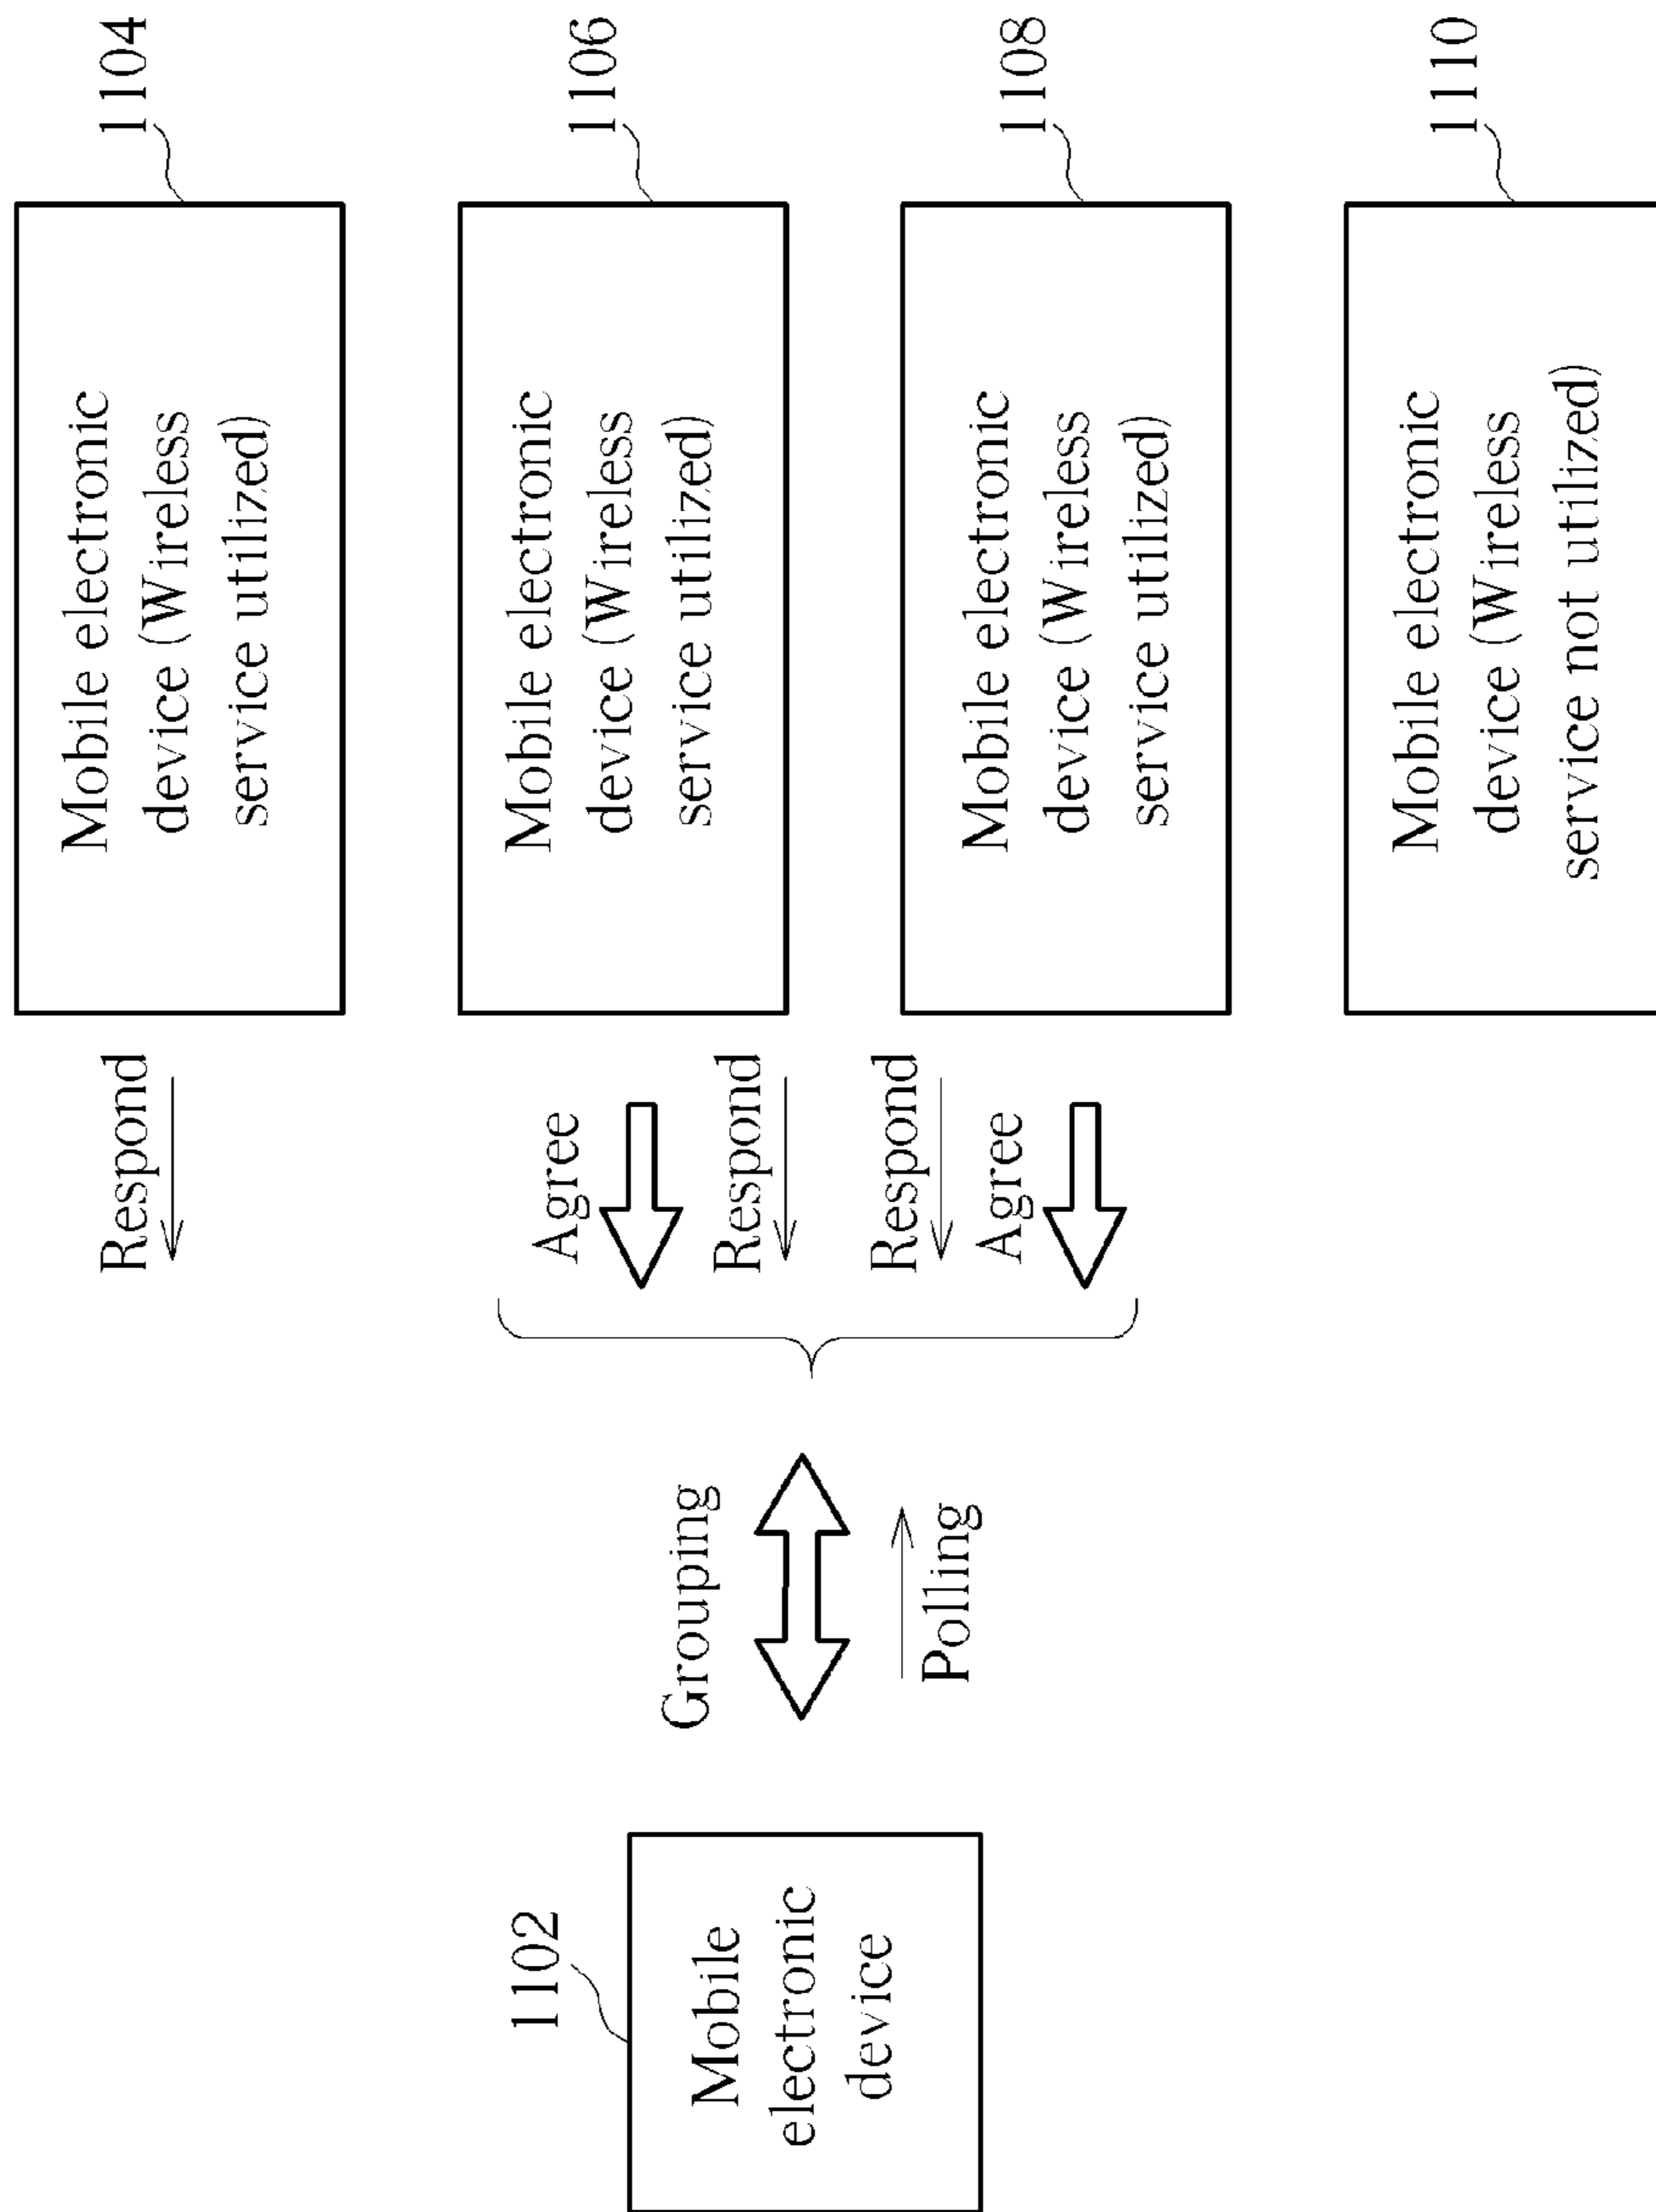 1102
Mobile
electronic
device
Grouping
Polling
Respond
Agree
Respond
Respond
Agree
1104
Mobile electronic
device (Wireless
service utilized)
1106
Mobile electronic
device (Wireless
service utilized)
1108
Mobile electronic
device (Wireless
service utilized)
1110
Mobile electronic
device (Wireless
service not utilized)